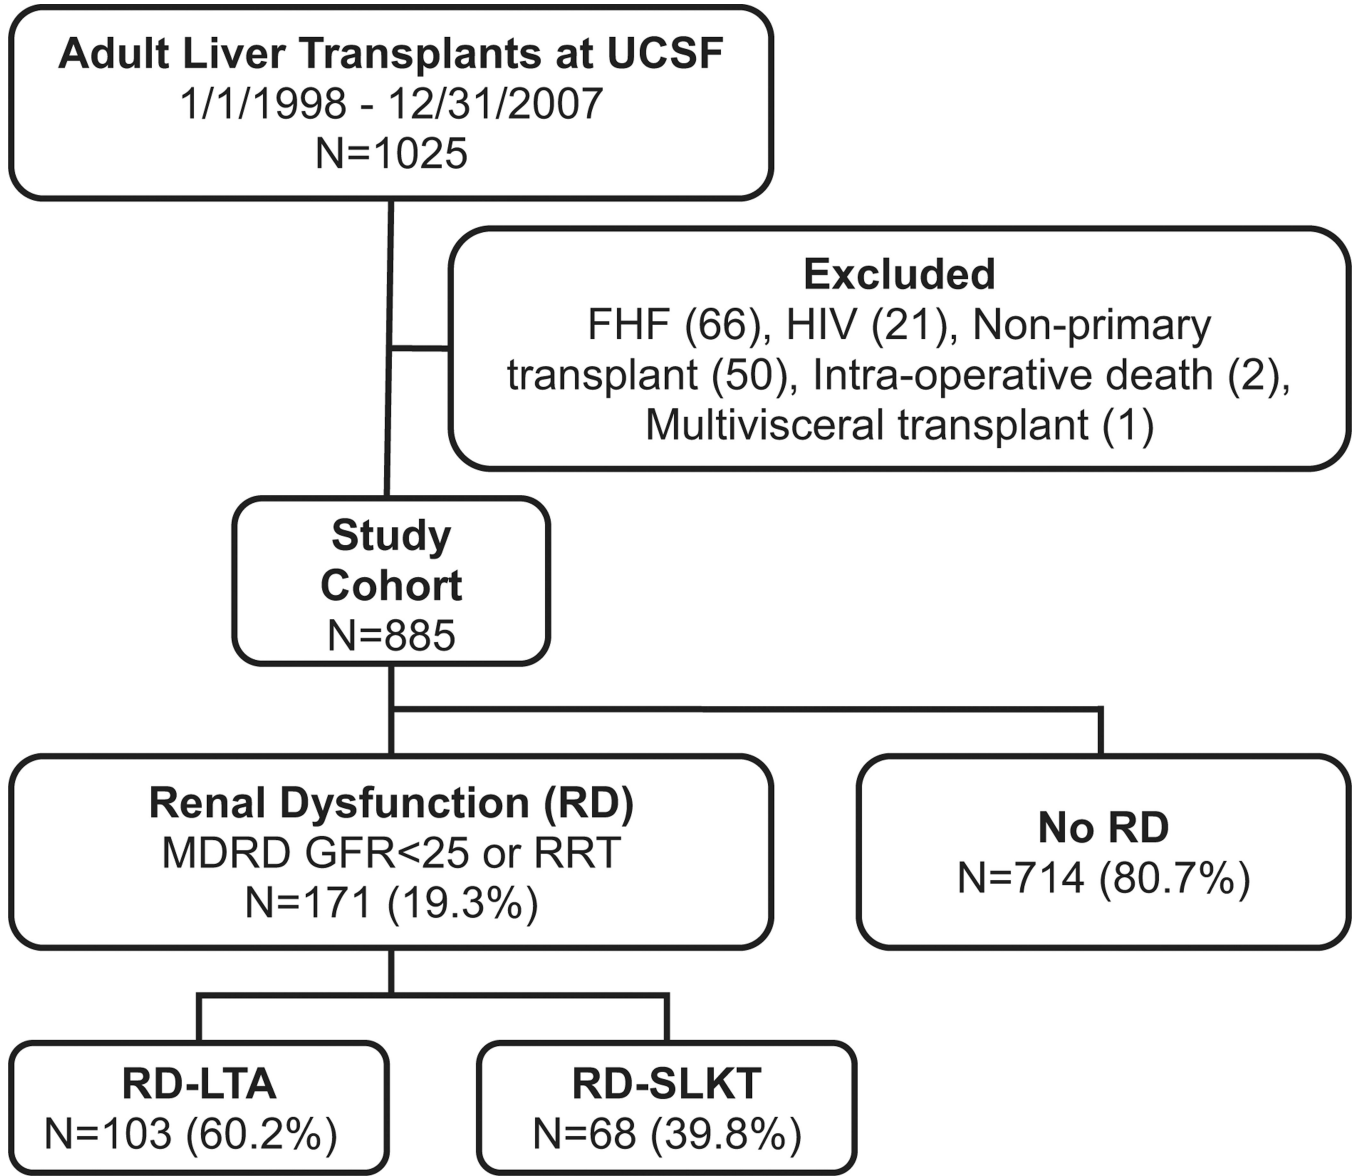 Adult Liver Transplants at UCSF
1/1/1998 - 12/31/2007
N=1025
Excluded
FHF (66), HIV (21), Non-primary
transplant (50), Intra-operative death (2),
Multivisceral transplant (1)
Study
Cohort
N=885
Renal Dysfunction (RD)
MDRD GFR<25 or RRT
N=171 (19.3%)
No RD
N=714 (80.7%)
RD-LTA
N=103 (60.2%)
RD-SLKT
N=68 (39.8%)